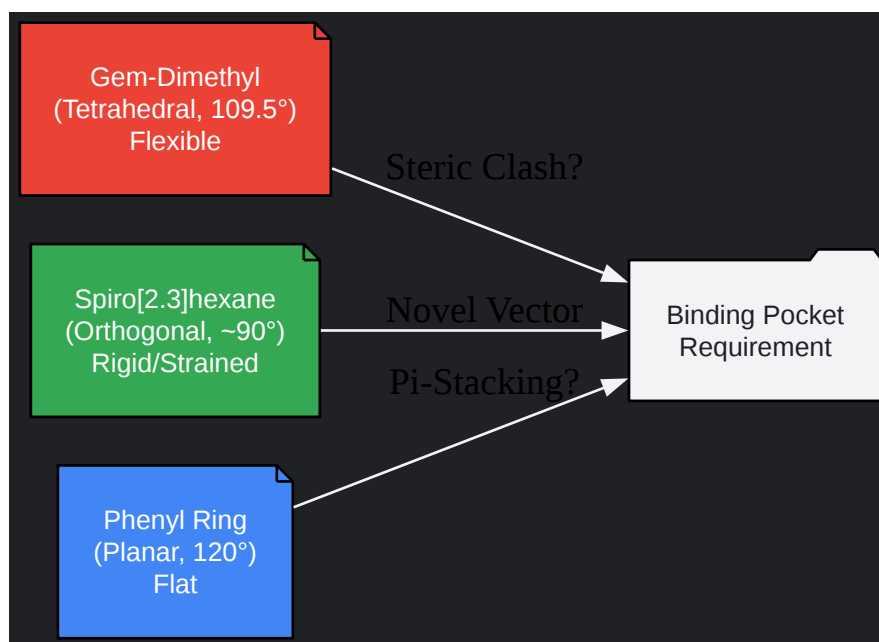 Gem-Dimethyl
(Tetrahedral, 109.5°)
Flexible
Steric Clash?
Spiro[2.3]hexane
(Orthogonal, ~90°)
Rigid/Strained
Novel Vector
Binding Pocket
Requirement
Pi-Stacking?
Phenyl Ring
(Planar, 120°)
Flat